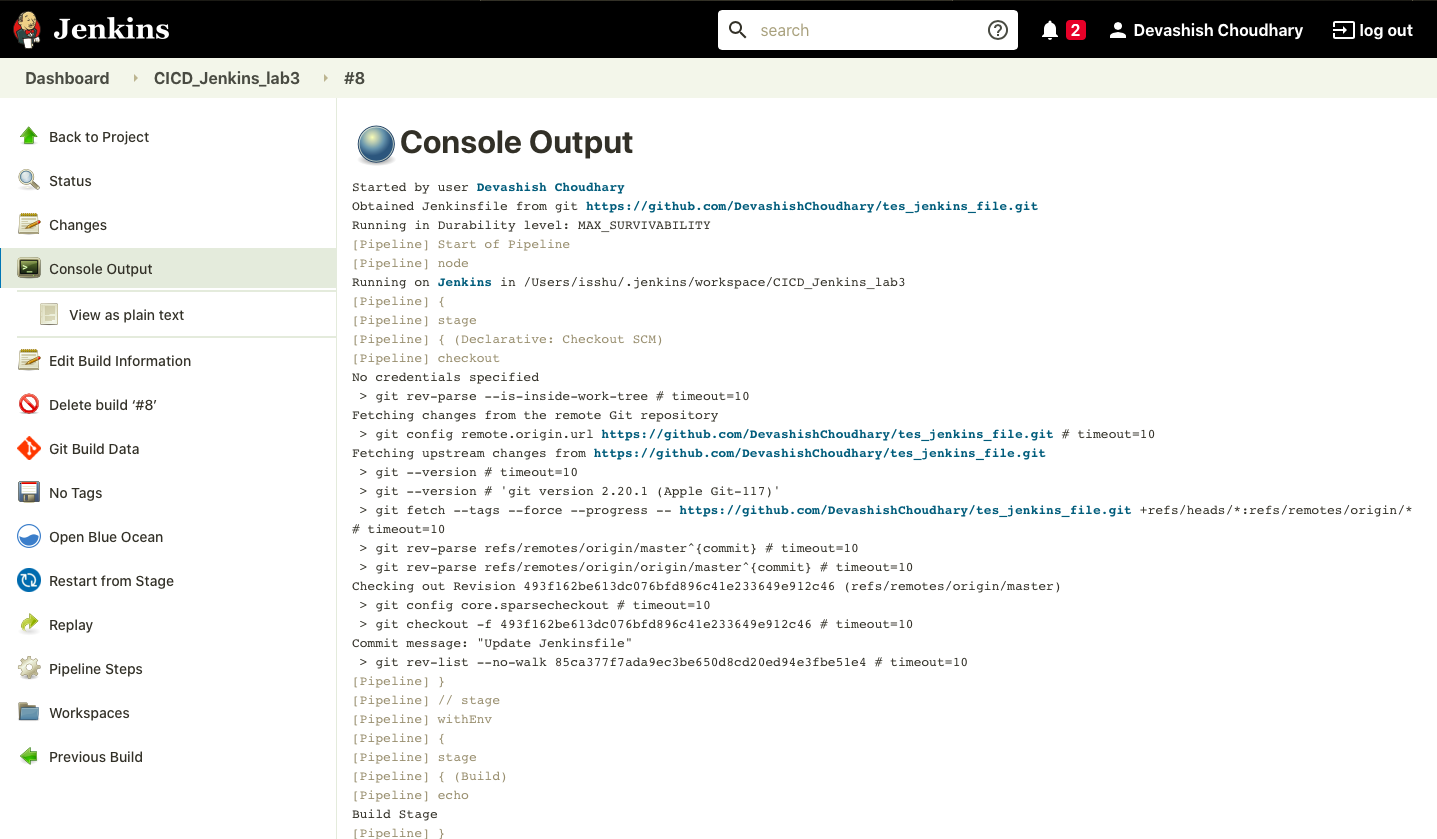 Jenkins
search
2
Devashish Choudhary
log out
Dashboard
CICD_Jenkins_lab3
#8
Back to Project
Status
Changes
Console Output
View as plain text
Edit Build Information
Delete build ‘#8’
Git Build Data
No Tags
Open Blue Ocean
Restart from Stage
Replay
Pipeline Steps
Workspaces
Previous Build
Console Output
Started by user Devashish Choudhary
Obtained Jenkinsfile from git https://github.com/DevashishChoudhary/tes_jenkins_file.git
Running in Durability level: MAX_SURVIVABILITY
[Pipeline] Start of Pipeline
[Pipeline] node
Running on Jenkins in /Users/isshu/.jenkins/workspace/CICD_Jenkins_lab3
[Pipeline] {
[Pipeline] stage
[Pipeline] { (Declarative: Checkout SCM)
[Pipeline] checkout
No credentials specified
 > git rev-parse --is-inside-work-tree # timeout=10
Fetching changes from the remote Git repository
 > git config remote.origin.url https://github.com/DevashishChoudhary/tes_jenkins_file.git # timeout=10
Fetching upstream changes from https://github.com/DevashishChoudhary/tes_jenkins_file.git
 > git --version # timeout=10
 > git --version # 'git version 2.20.1 (Apple Git-117)'
 > git fetch --tags --force --progress -- https://github.com/DevashishChoudhary/tes_jenkins_file.git +refs/heads/*:refs/remotes/origin/*
# timeout=10
 > git rev-parse refs/remotes/origin/master^{commit} # timeout=10
 > git rev-parse refs/remotes/origin/origin/master^{commit} # timeout=10
Checking out Revision 493f162be613dc076bfd896c41e233649e912c46 (refs/remotes/origin/master)
 > git config core.sparsecheckout # timeout=10
 > git checkout -f 493f162be613dc076bfd896c41e233649e912c46 # timeout=10
Commit message: "Update Jenkinsfile"
 > git rev-list --no-walk 85ca377f7ada9ec3be650d8cd20ed94e3fbe51e4 # timeout=10
[Pipeline] }
[Pipeline] // stage
[Pipeline] withEnv
[Pipeline] {
[Pipeline] stage
[Pipeline] { (Build)
[Pipeline] echo
Build Stage
[Pipeline] }